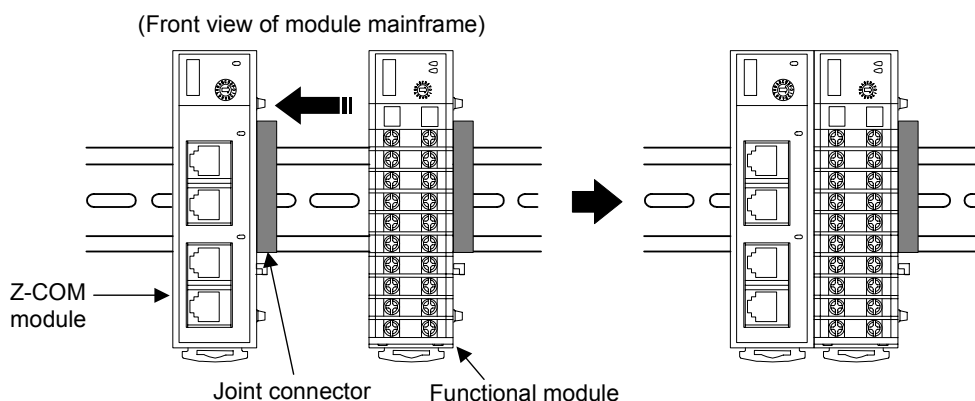 (Front view of module mainframe)
Z-COM
module
Joint connector
Functional module